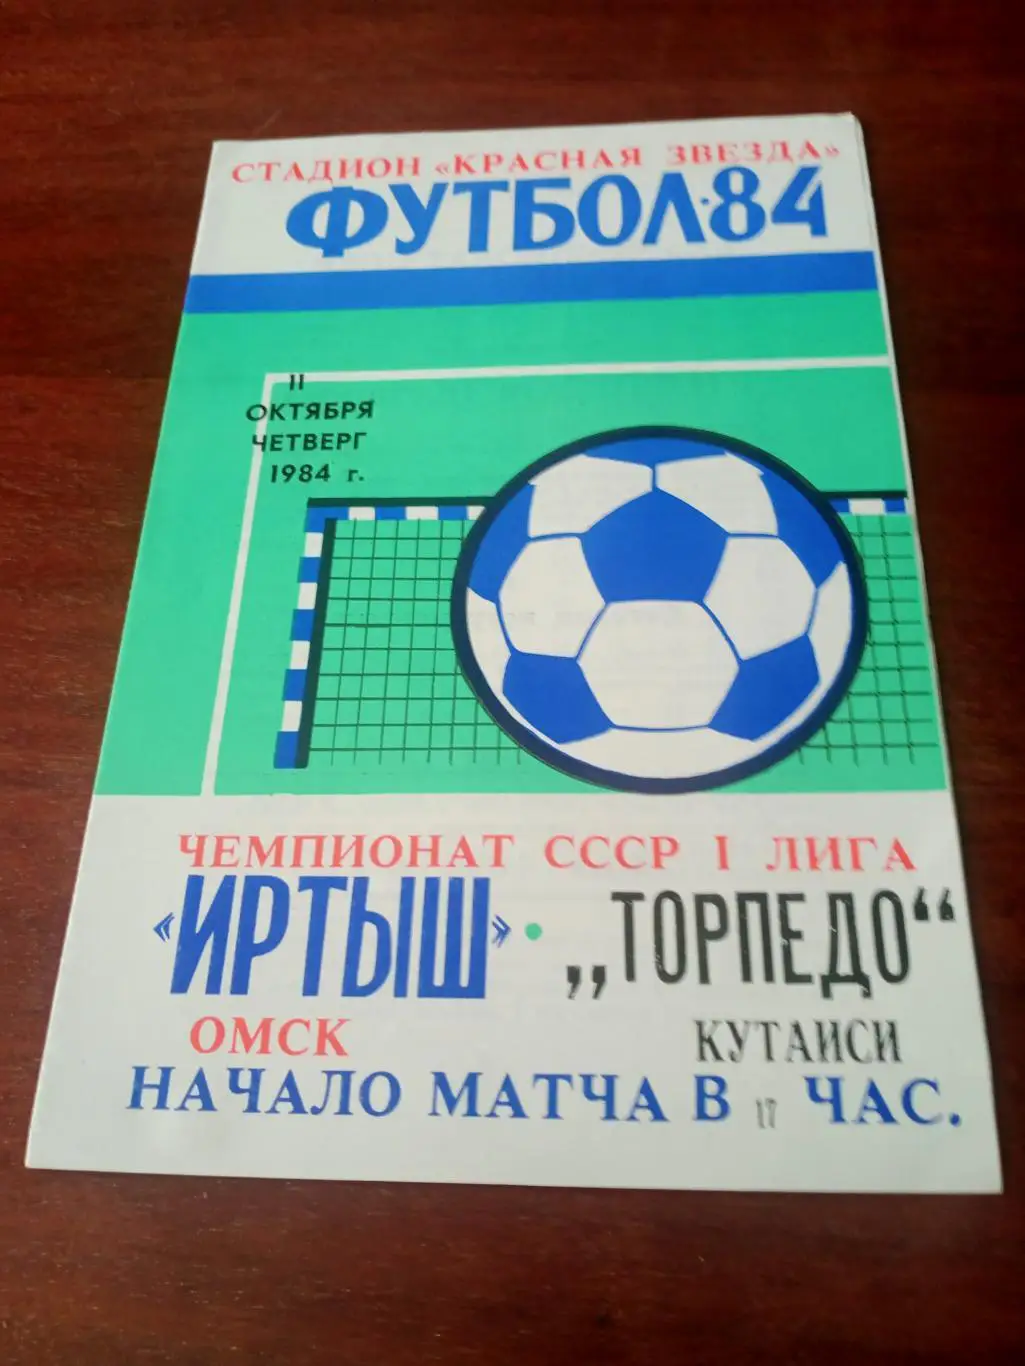 СТАДИОН «КРАСНАЯ ЗВЕЗДА»
ФУТБОЛ·84
11
ОКТЯБРЯ
ЧЕТВЕРГ
1984 г.
ЧЕМПИОНАТ СССР I ЛИГА
«ИРТЫШ» • „ТОРПЕДО“
ОМСК КУТАИСИ
НАЧАЛО МАТЧА В 17 ЧАС.